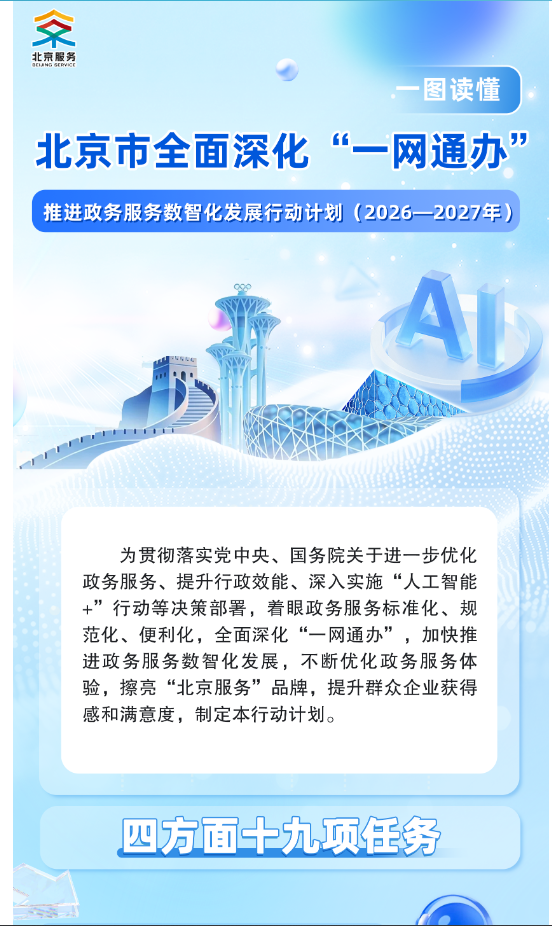 北京服务
BEIJING SERVICE
一图读懂
北京市全面深化“一网通办”
推进政务服务数智化发展行动计划（2026—2027年）
AI
为贯彻落实党中央、国务院关于进一步优化
政务服务、提升行政效能、深入实施“人工智能
+”行动等决策部署，着眼政务服务标准化、规
范化、便利化，全面深化“一网通办”，加快推
进政务服务数智化发展，不断优化政务服务体
验，擦亮“北京服务”品牌，提升群众企业获得
感和满意度，制定本行动计划。
四方面十九项任务